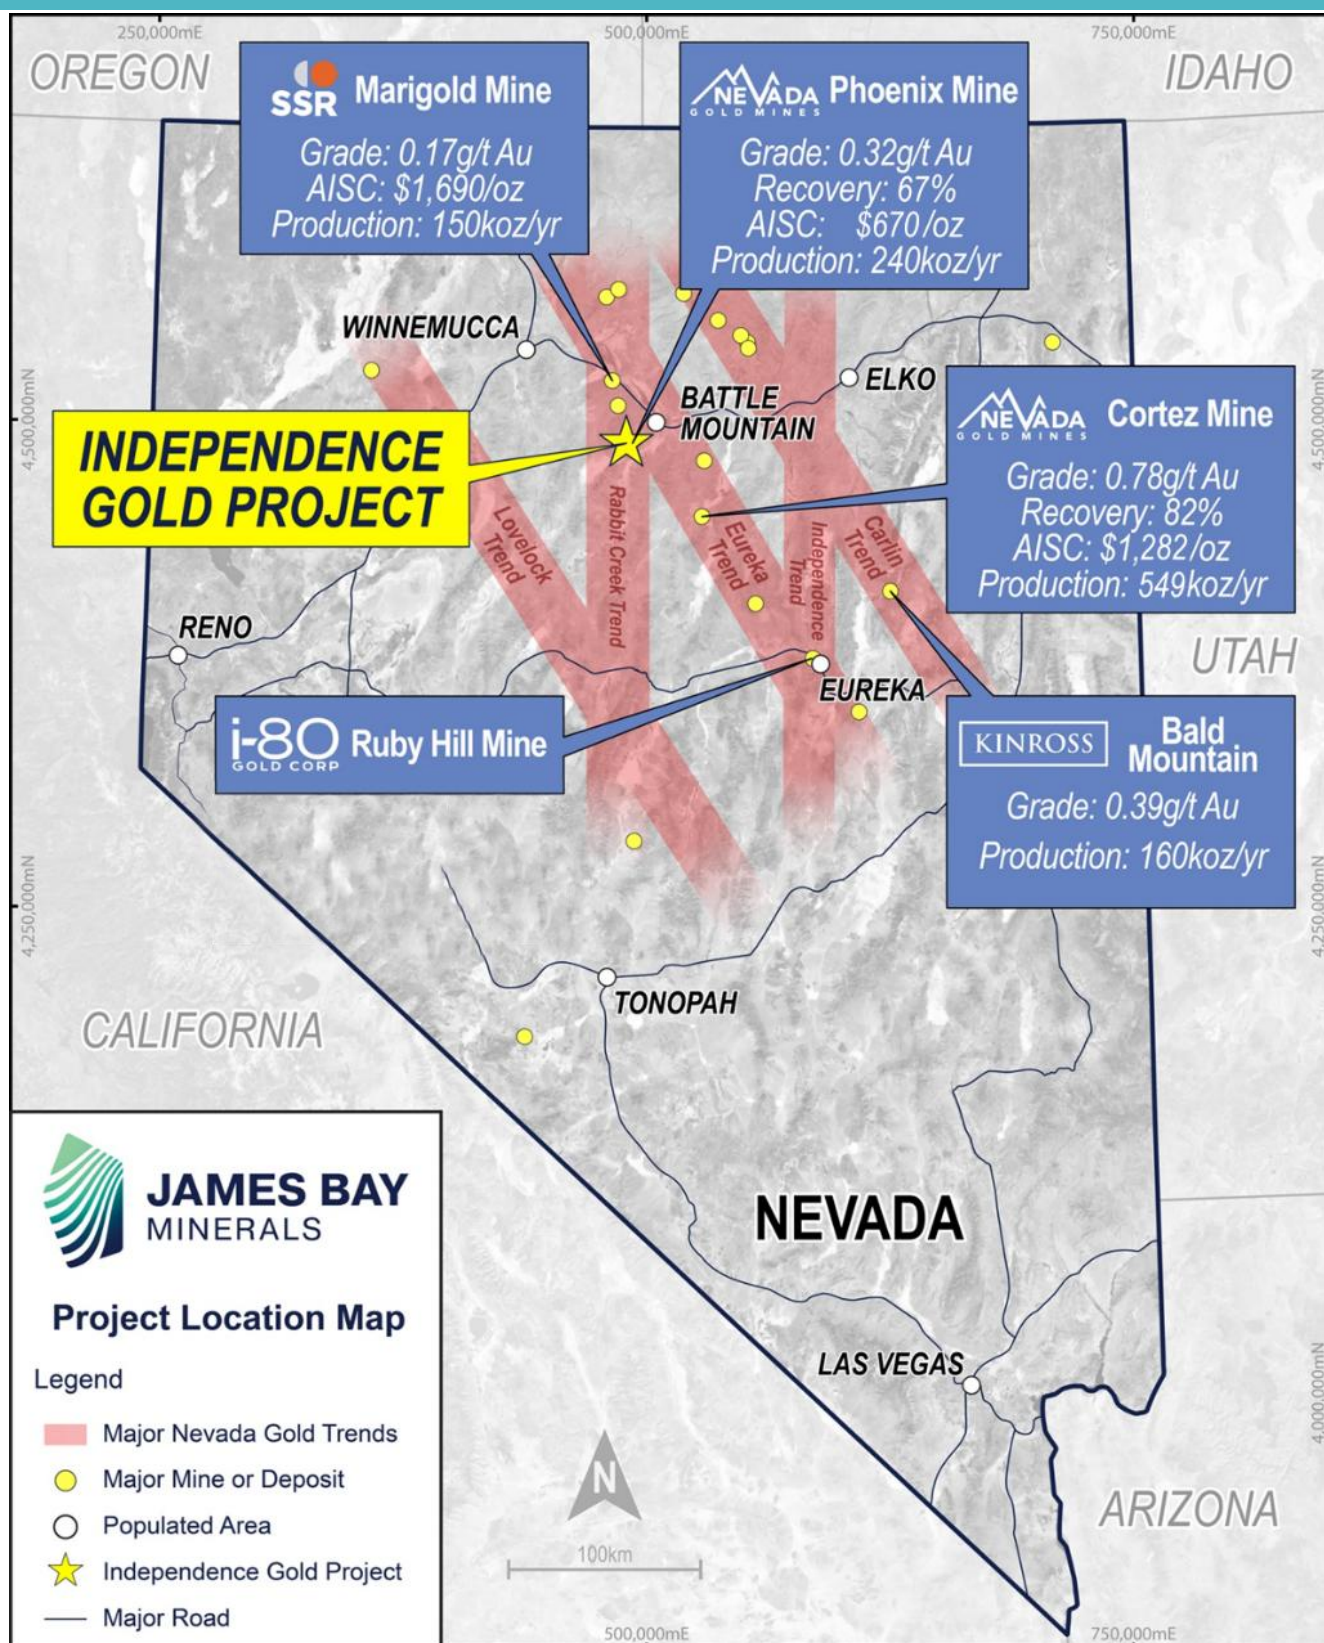 250,000mE
500,000mE
750,000mE
OREGON
IDAHO
SSR Marigold Mine
Grade: 0.17g/t Au
AISC: $1,690/oz
Production: 150koz/yr
NEVADA
GOLD MINES
Phoenix Mine
Grade: 0.32g/t Au
Recovery: 67%
AISC: $670/oz
Production: 240koz/yr
WINNEMUCCA
ELKO
BATTLE
MOUNTAIN
4,500,000mN
4,500,000mN
INDEPENDENCE
GOLD PROJECT
NEVADA
GOLD MINES
Cortez Mine
Grade: 0.78g/t Au
Recovery: 82%
AISC: $1,282/oz
Production: 549koz/yr
Lovelock
Trend
Rabbit Creek Trend
Eureka
Trend
Independence
Trend
Carlin
Trend
RENO
UTAH
EUREKA
i-80
GOLD CORP
Ruby Hill Mine
KINROSS
Bald
Mountain
Grade: 0.39g/t Au
Production: 160koz/yr
4,250,000mN
4,250,000mN
TONOPAH
CALIFORNIA
NEVADA
LAS VEGAS
4,000,000mN
ARIZONA
JAMES BAY
MINERALS
Project Location Map
Legend
Major Nevada Gold Trends
Major Mine or Deposit
Populated Area
Independence Gold Project
Major Road
N
100km
500,000mE
750,000mE